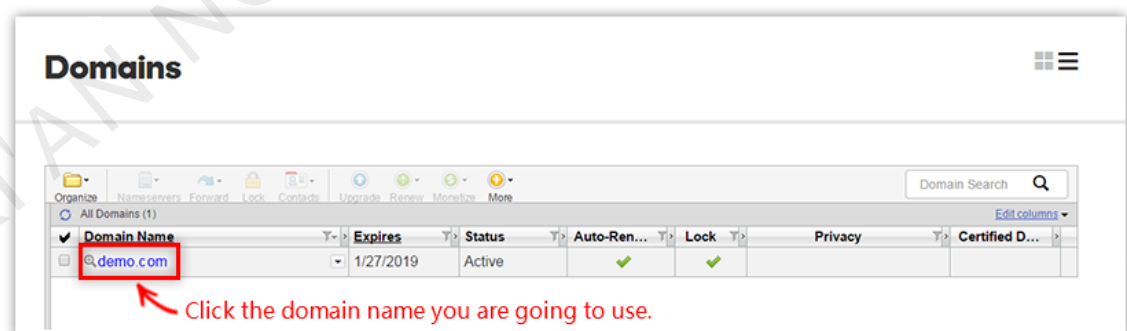 Domains
Organize Nameservers Forward Lock Contacts Upgrade Renew Monetize More
Domain Search
All Domains (1)
Edit columns
Domain Name Expires Status Auto-Ren... Lock Privacy Certified D...
demo.com 1/27/2019 Active
Click the domain name you are going to use.